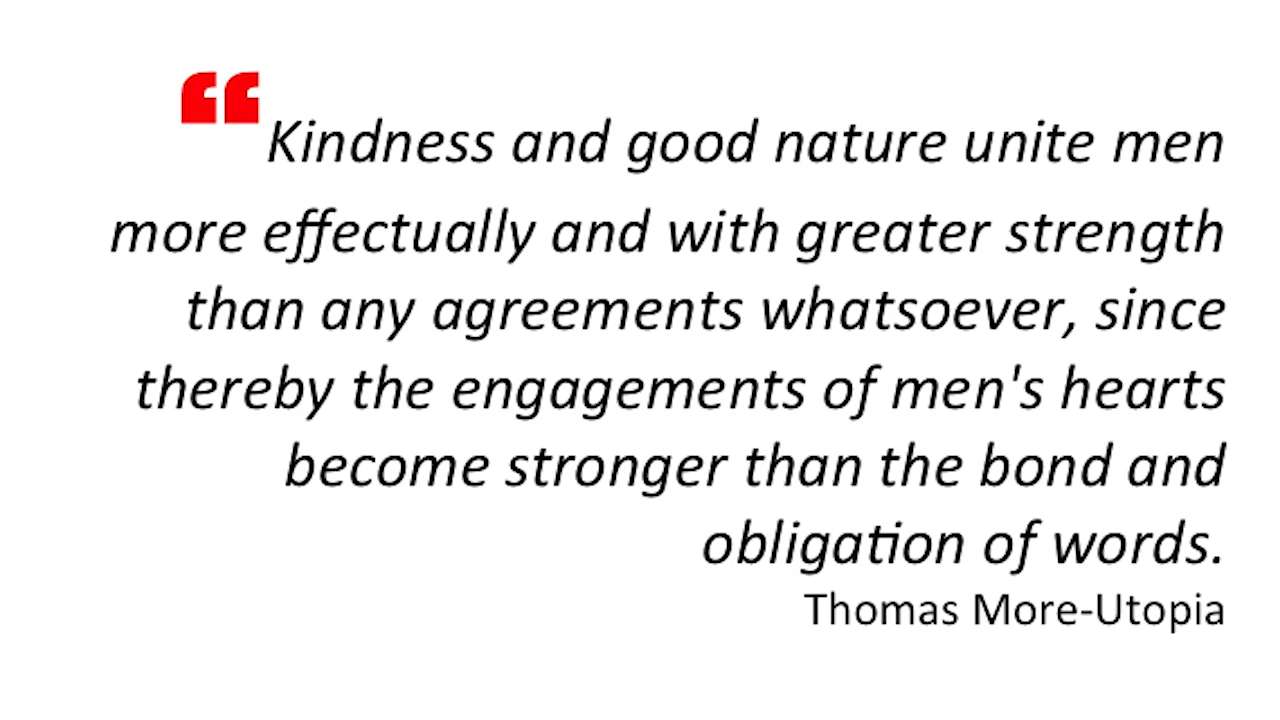 “Kindness and good nature unite men
more effectually and with greater strength
than any agreements whatsoever, since
thereby the engagements of men's hearts
become stronger than the bond and
obligation of words.
Thomas More-Utopia